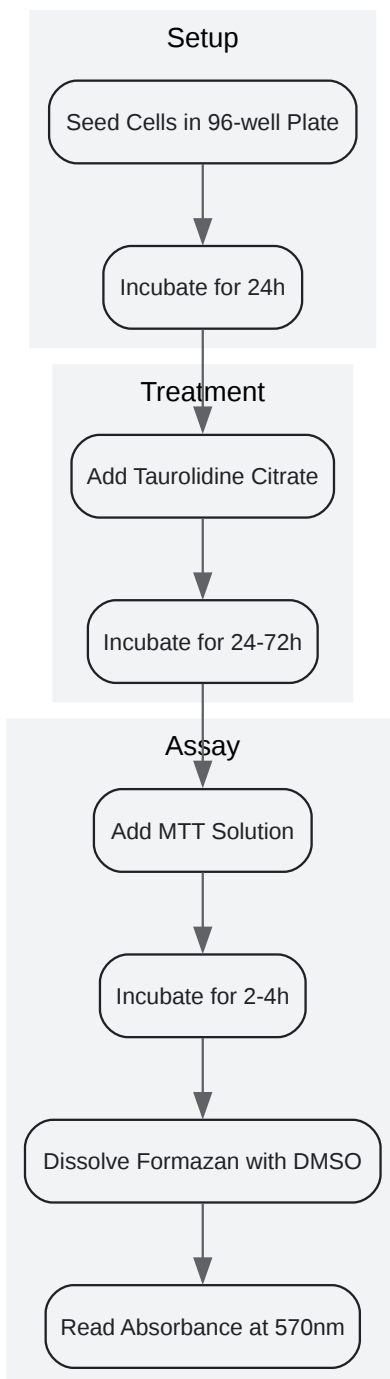 Setup
Seed Cells in 96-well Plate
Incubate for 24h
Treatment
Add Taurolidine Citrate
Incubate for 24-72h
Assay
Add MTT Solution
Incubate for 2-4h
Dissolve Formazan with DMSO
Read Absorbance at 570nm